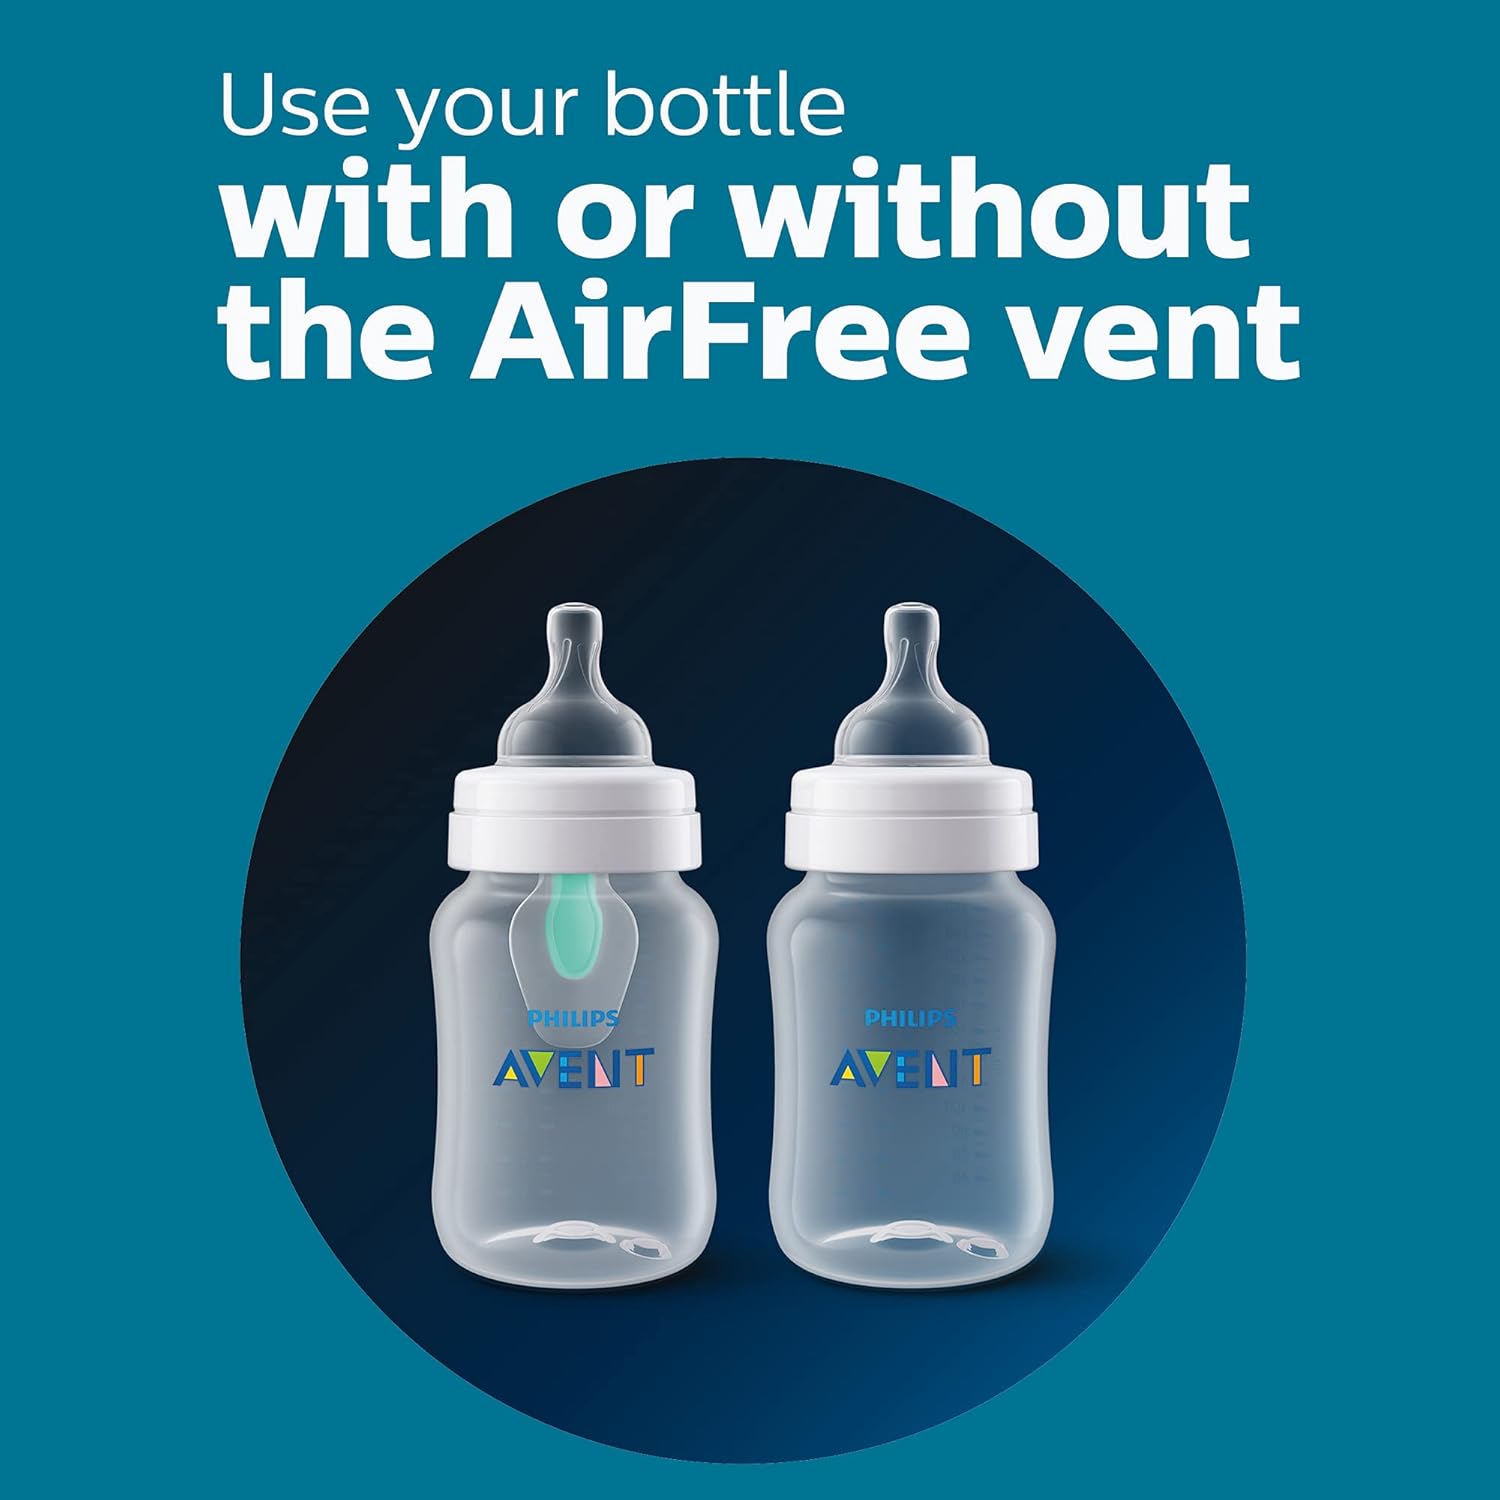 Use your bottle
with or without
the AirFree vent
PHILIPS
AVENT
PHILIPS
AVENT